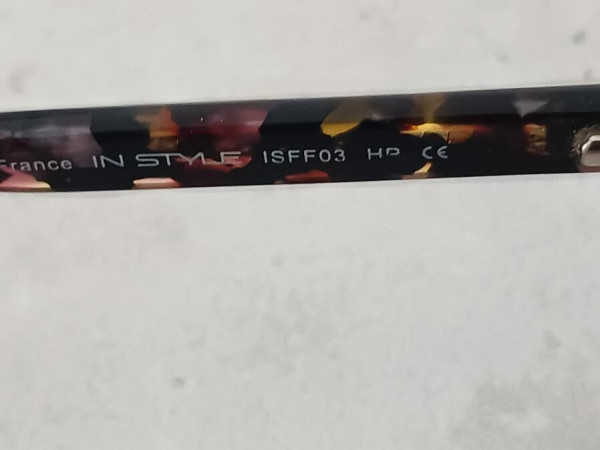 France IN STYLE ISFF03 HP CE